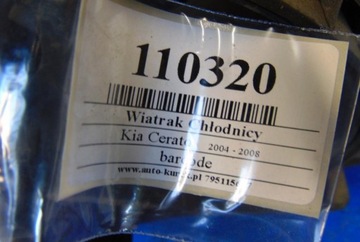 110320
Wiatrak Chłodnicy
Kia Cerato 2004 - 2008
barcode